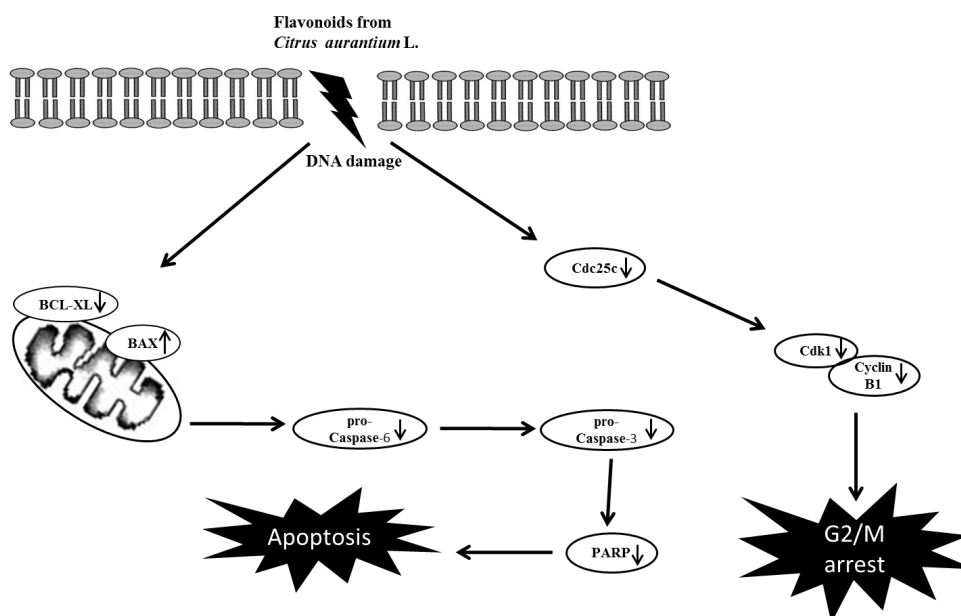 Flavonoids from
Citrus aurantium L.
DNA damage
Cdc25c
BCL-XL
BAX
Cdk1
Cyclin
B1
pro-
Caspase-6
pro-
Caspase-3
Apoptosis
PARP
G2/M
arrest